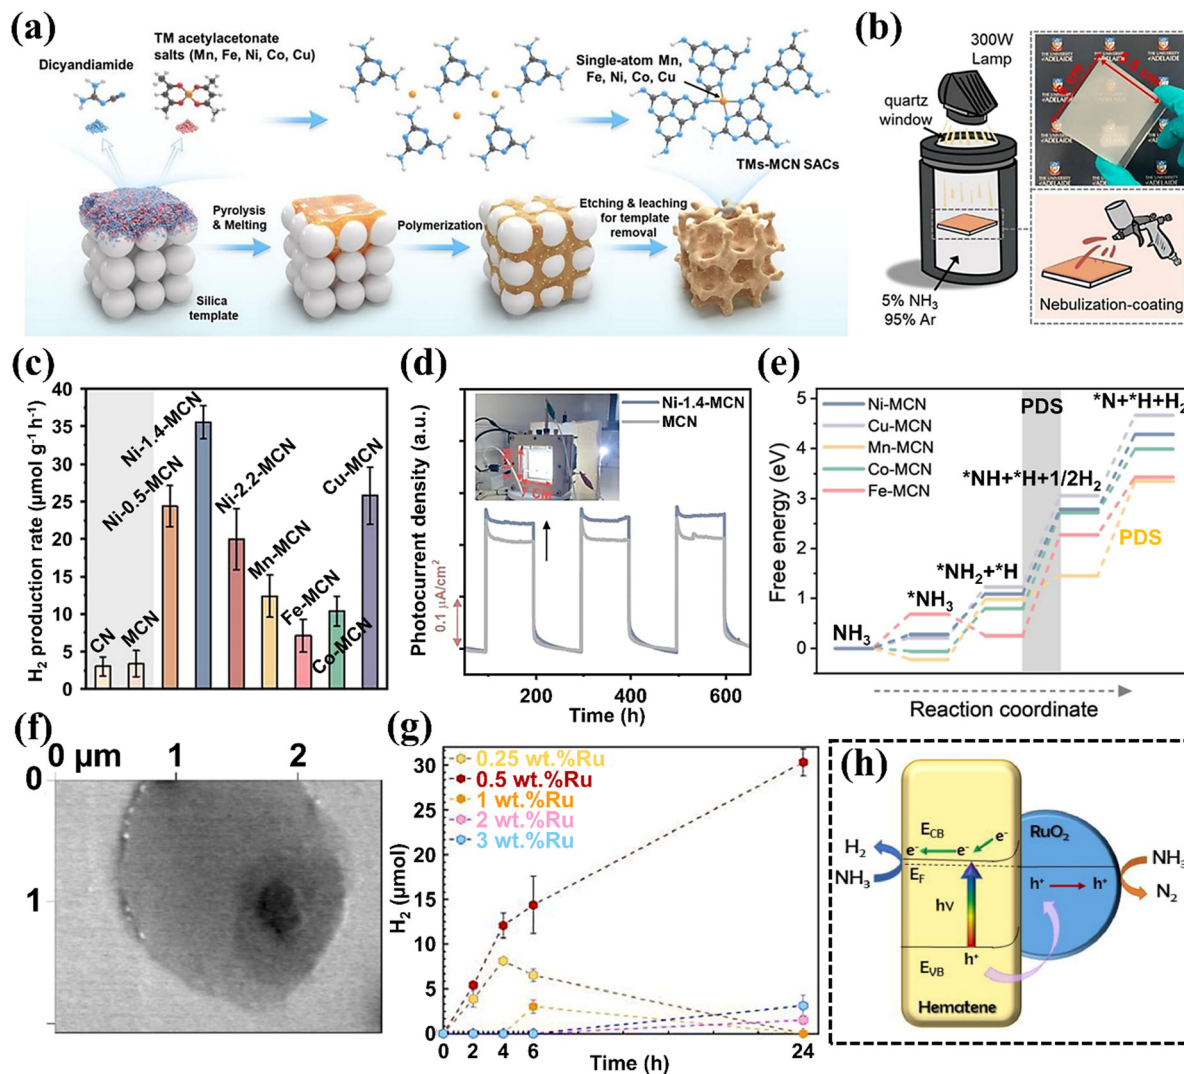 (a)
TM acetylacetonate
salts (Mn, Fe, Ni, Co, Cu)
Dicyandiamide
Single-atom Mn,
Fe, Ni, Co, Cu
TMs-MCN SACs
Pyrolysis
& Melting
Polymerization
Etching & leaching
for template
removal
Silica
template
(b)
300W
Lamp
quartz
window
5% NH3
95% Ar
THE UNIVERSITY
of ADELAIDE
5 cm
Nebulization-coating
(c)
H2 production rate (μmol g-1 h-1)
40
35
30
25
20
15
10
5
0
CN
MCN
Ni-0.5-MCN
Ni-1.4-MCN
Ni-2.2-MCN
Mn-MCN
Fe-MCN
Co-MCN
Cu-MCN
(d)
Photocurrent density (a.u.)
Ni-1.4-MCN
MCN
0.1 μA/cm2
200
400
600
Time (h)
(e)
Free energy (eV)
5
4
3
2
1
0
Ni-MCN
Cu-MCN
Mn-MCN
Co-MCN
Fe-MCN
PDS
*N+*H+H2
*NH+*H+1/2H2
PDS
*NH2+*H
*NH3
NH3
Reaction coordinate
(f)
0 μm
1
2
0
1
(g)
H2 (μmol)
30
25
20
15
10
5
0
0.25 wt.%Ru
0.5 wt.%Ru
1 wt.%Ru
2 wt.%Ru
3 wt.%Ru
0
2
4
6
24
Time (h)
(h)
ECB
RuO2
H2
e-
e-
e-
NH3
NH3
EF
h+
h+
N2
hν
h+
EVB
Hematene